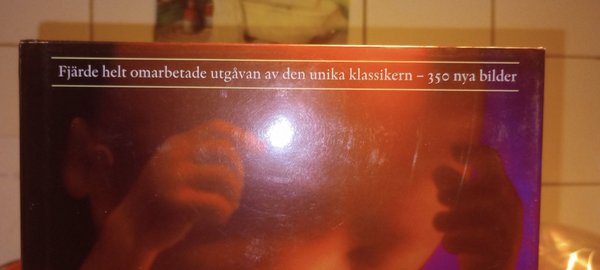 Fjärde helt omarbetade utgåvan av den unika klassikern – 350 nya bilder